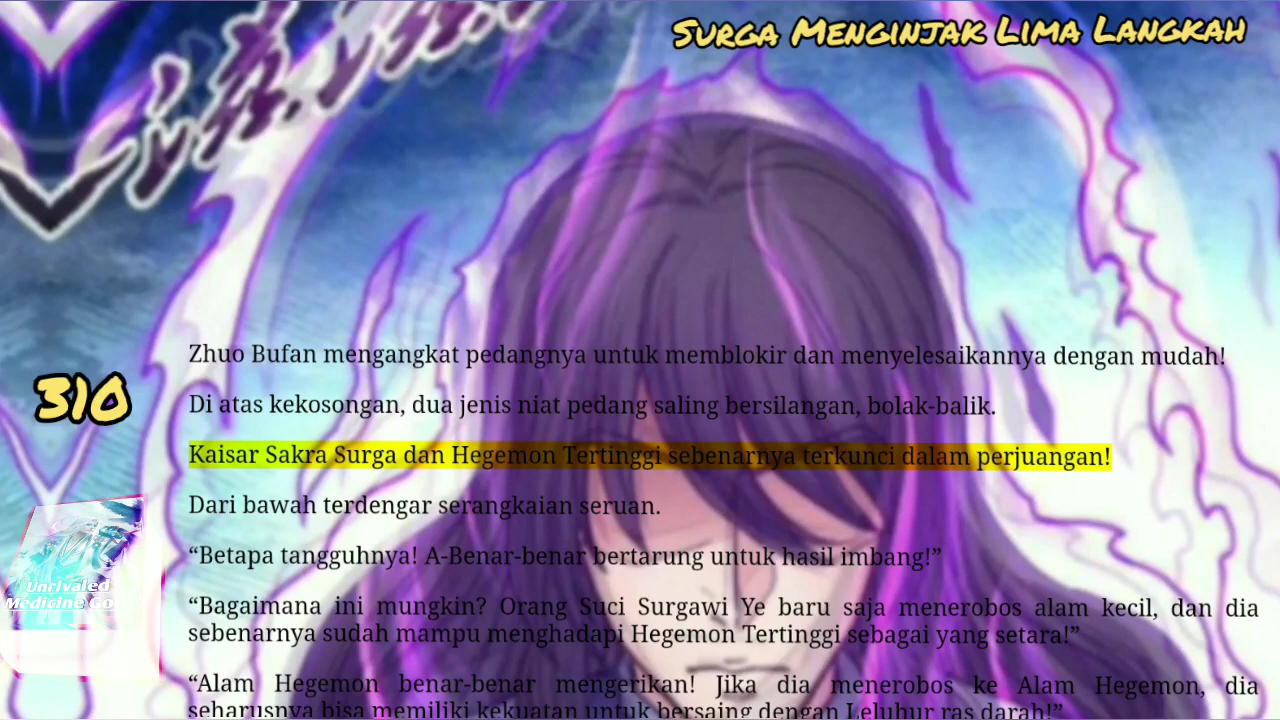 Surga Menginjak Lima Langkah
Zhuo Bufan mengangkat pedangnya untuk memblokir dan menyelesaikannya dengan mudah!
310
Di atas kekosongan, dua jenis niat pedang saling bersilangan, bolak-balik.
Kaisar Sakra Surga dan Hegemon Tertinggi sebenarnya terkunci dalam perjuangan!
Dari bawah terdengar serangkaian seruan.
“Betapa tangguhnya! A-Benar-benar bertarung untuk hasil imbang!”
“Bagaimana ini mungkin? Orang Suci Surgawi Ye baru saja menerobos alam kecil, dan dia
sebenarnya sudah mampu menghadapi Hegemon Tertinggi sebagai yang setara!”
“Alam Hegemon benar-benar mengerikan! Jika dia menerobos ke Alam Hegemon, dia
seharusnya bisa memiliki kekuatan untuk bersaing dengan Leluhur ras darah!”
Unrivaled
Medicine Go